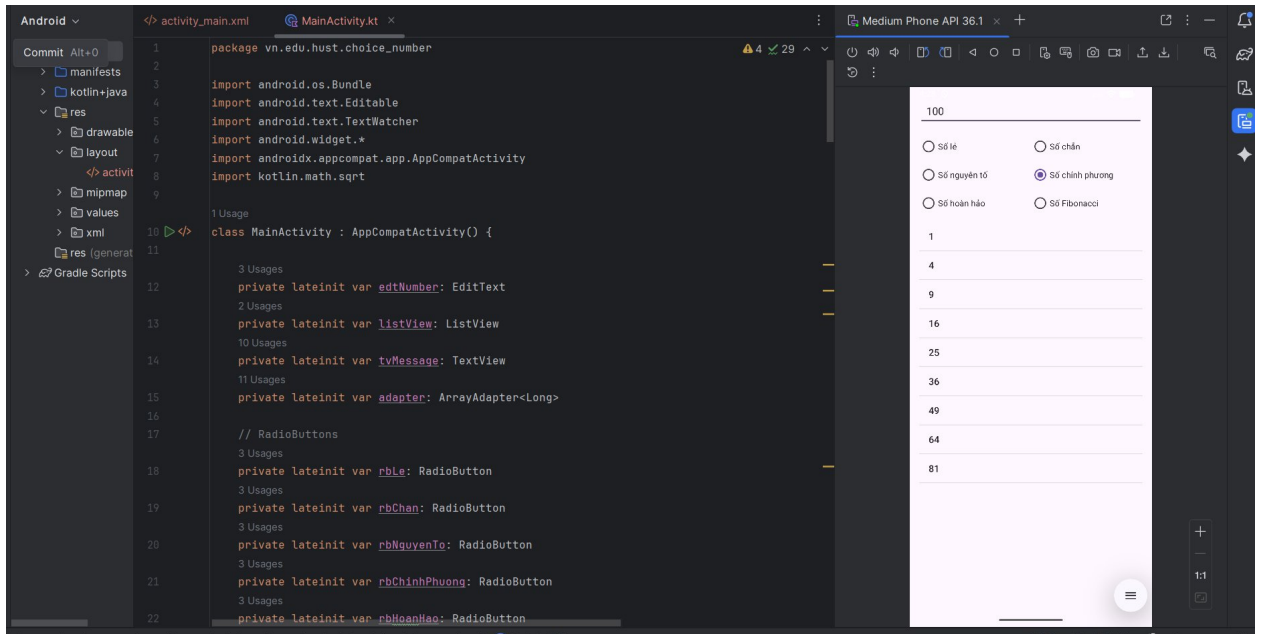 Android
activity_main.xml
MainActivity.kt
Medium Phone API 36.1
Commit Alt+0
manifests
kotlin+java
res
drawable
layout
activit
mipmap
values
xml
res (generat
Gradle Scripts
4 29
1 package vn.edu.hust.choice_number
2
3 import android.os.Bundle
4 import android.text.Editable
5 import android.text.TextWatcher
6 import android.widget.*
7 import androidx.appcompat.app.AppCompatActivity
8 import kotlin.math.sqrt
9
1 Usage
10 class MainActivity : AppCompatActivity() {
11
3 Usages
12 private lateinit var edtNumber: EditText
2 Usages
13 private lateinit var listView: ListView
10 Usages
14 private lateinit var tvMessage: TextView
11 Usages
15 private lateinit var adapter: ArrayAdapter<Long>
16
17 // RadioButtons
3 Usages
18 private lateinit var rbLe: RadioButton
3 Usages
19 private lateinit var rbChan: RadioButton
3 Usages
20 private lateinit var rbNguyenTo: RadioButton
3 Usages
21 private lateinit var rbChinhPhuong: RadioButton
3 Usages
22 private lateinit var rbHoanHao: RadioButton
100
Số lẻ Số chẵn
Số nguyên tố Số chính phương
Số hoàn hảo Số Fibonacci
1
4
9
16
25
36
49
64
81
1:1